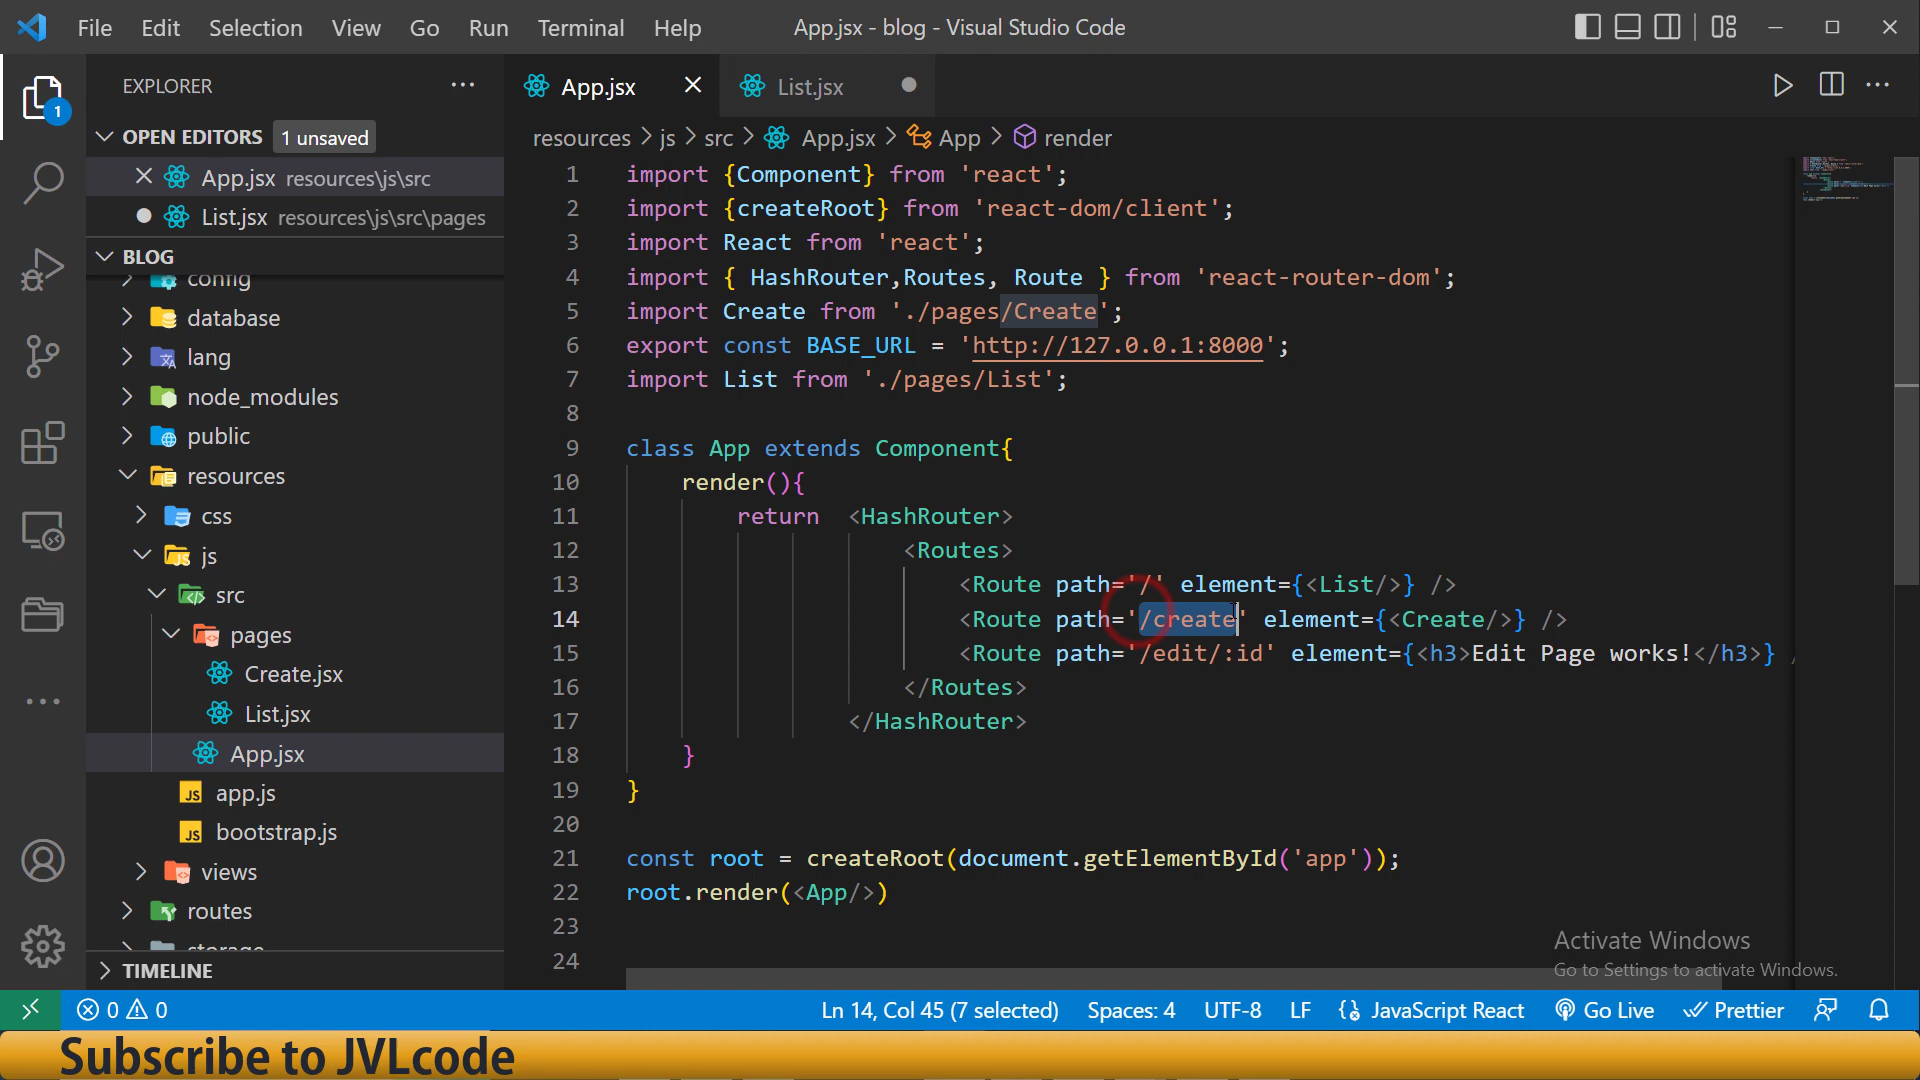 File Edit Selection View Go Run Terminal Help App.jsx - blog - Visual Studio Code
EXPLORER
1
OPEN EDITORS 1 unsaved
App.jsx resources\js\src
List.jsx resources\js\src\pages
BLOG
config
database
lang
node_modules
public
resources
css
js
src
pages
Create.jsx
List.jsx
App.jsx
JS app.js
JS bootstrap.js
views
routes
storage
TIMELINE
App.jsx List.jsx
resources > js > src > App.jsx > App > render
1 import {Component} from 'react';
2 import {createRoot} from 'react-dom/client';
3 import React from 'react';
4 import { HashRouter,Routes, Route } from 'react-router-dom';
5 import Create from './pages/Create';
6 export const BASE_URL = 'http://127.0.0.1:8000';
7 import List from './pages/List';
8
9 class App extends Component{
10 render(){
11 return <HashRouter>
12 <Routes>
13 <Route path='/' element={<List/>} />
14 <Route path='/create' element={<Create/>} />
15 <Route path='/edit/:id' element={<h3>Edit Page works!</h3>} /
16 </Routes>
17 </HashRouter>
18 }
19 }
20
21 const root = createRoot(document.getElementById('app'));
22 root.render(<App/>)
23
24
Activate Windows
Go to Settings to activate Windows.
0 0 Ln 14, Col 45 (7 selected) Spaces: 4 UTF-8 LF JavaScript React Go Live Prettier
Subscribe to JVLcode